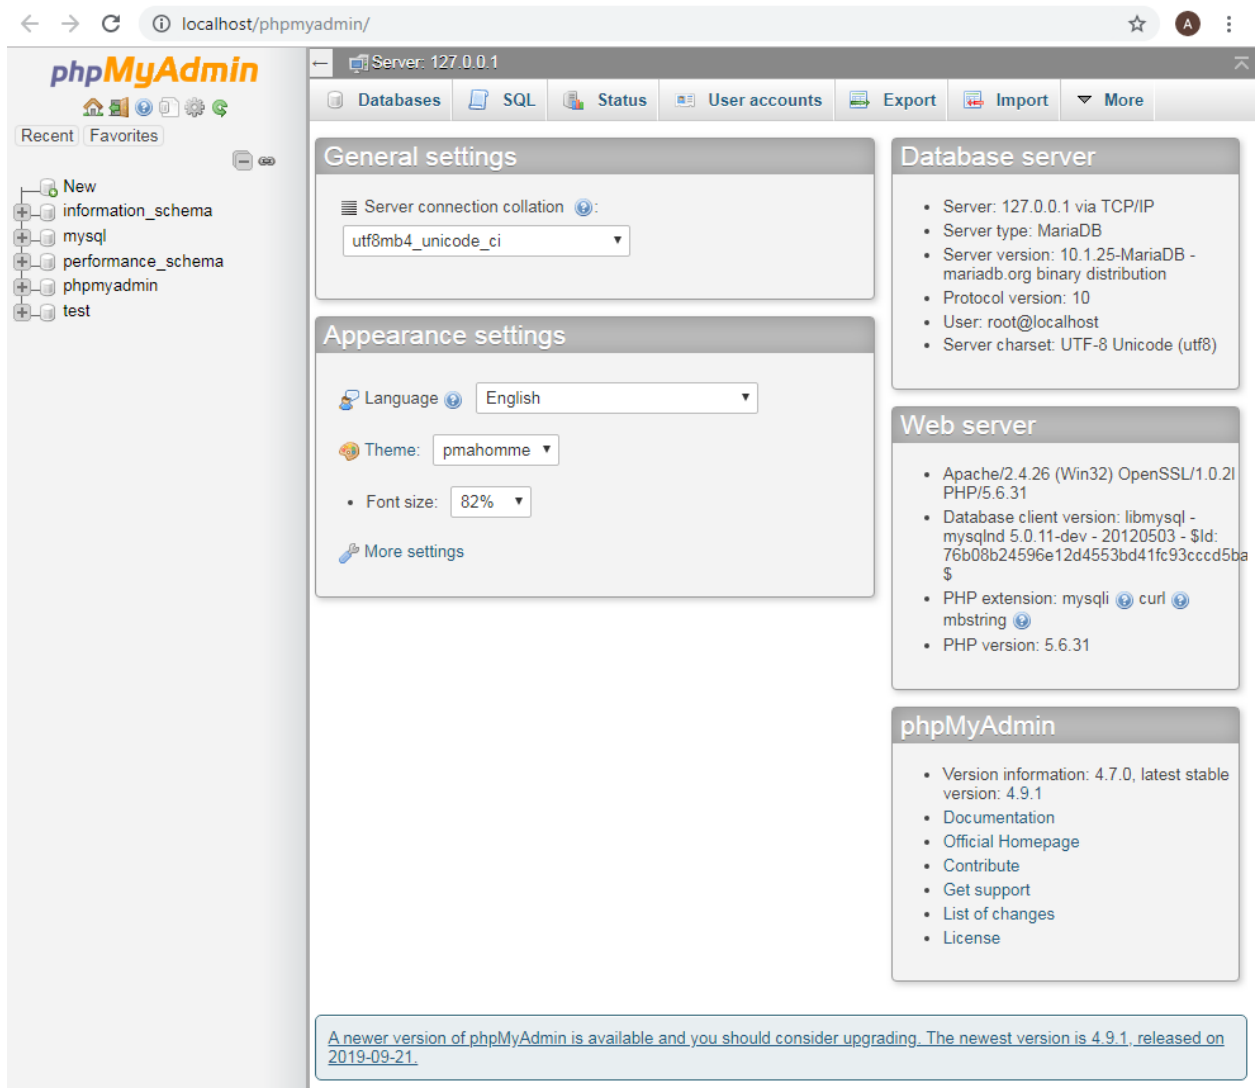 localhost/phpmyadmin/
A
phpMyAdmin
Recent Favorites
New
information_schema
mysql
performance_schema
phpmyadmin
test
Server: 127.0.0.1
Databases SQL Status User accounts Export Import More
General settings
Server connection collation :
utf8mb4_unicode_ci
Appearance settings
Language English
Theme: pmahomme
• Font size: 82%
More settings
Database server
• Server: 127.0.0.1 via TCP/IP
• Server type: MariaDB
• Server version: 10.1.25-MariaDB -
mariadb.org binary distribution
• Protocol version: 10
• User: root@localhost
• Server charset: UTF-8 Unicode (utf8)
Web server
• Apache/2.4.26 (Win32) OpenSSL/1.0.2l
PHP/5.6.31
• Database client version: libmysql -
mysqlnd 5.0.11-dev - 20120503 - $Id:
76b08b24596e12d4553bd41fc93cccd5ba
$
• PHP extension: mysqli curl
mbstring
• PHP version: 5.6.31
phpMyAdmin
• Version information: 4.7.0, latest stable
version: 4.9.1
• Documentation
• Official Homepage
• Contribute
• Get support
• List of changes
• License
A newer version of phpMyAdmin is available and you should consider upgrading. The newest version is 4.9.1, released on
2019-09-21.